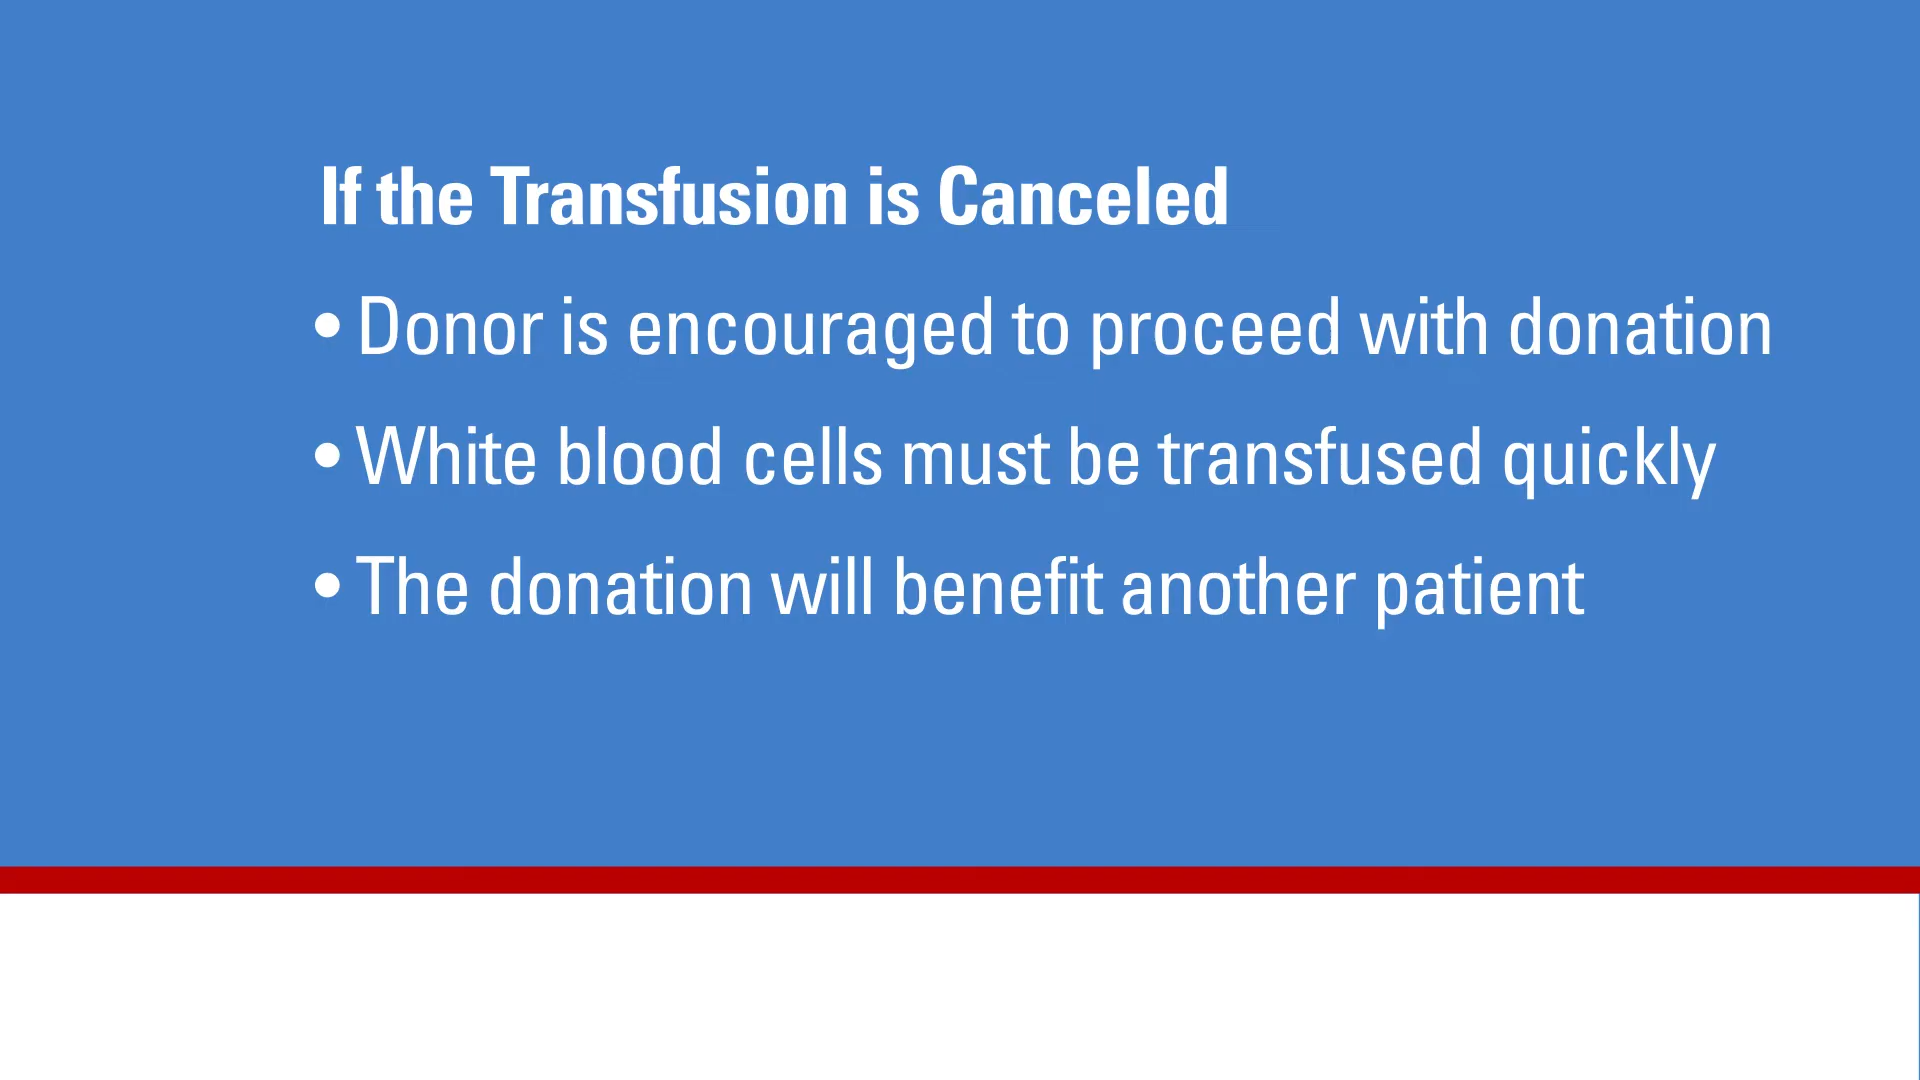 If the Transfusion is Canceled
• Donor is encouraged to proceed with donation
• White blood cells must be transfused quickly
• The donation will benefit another patient